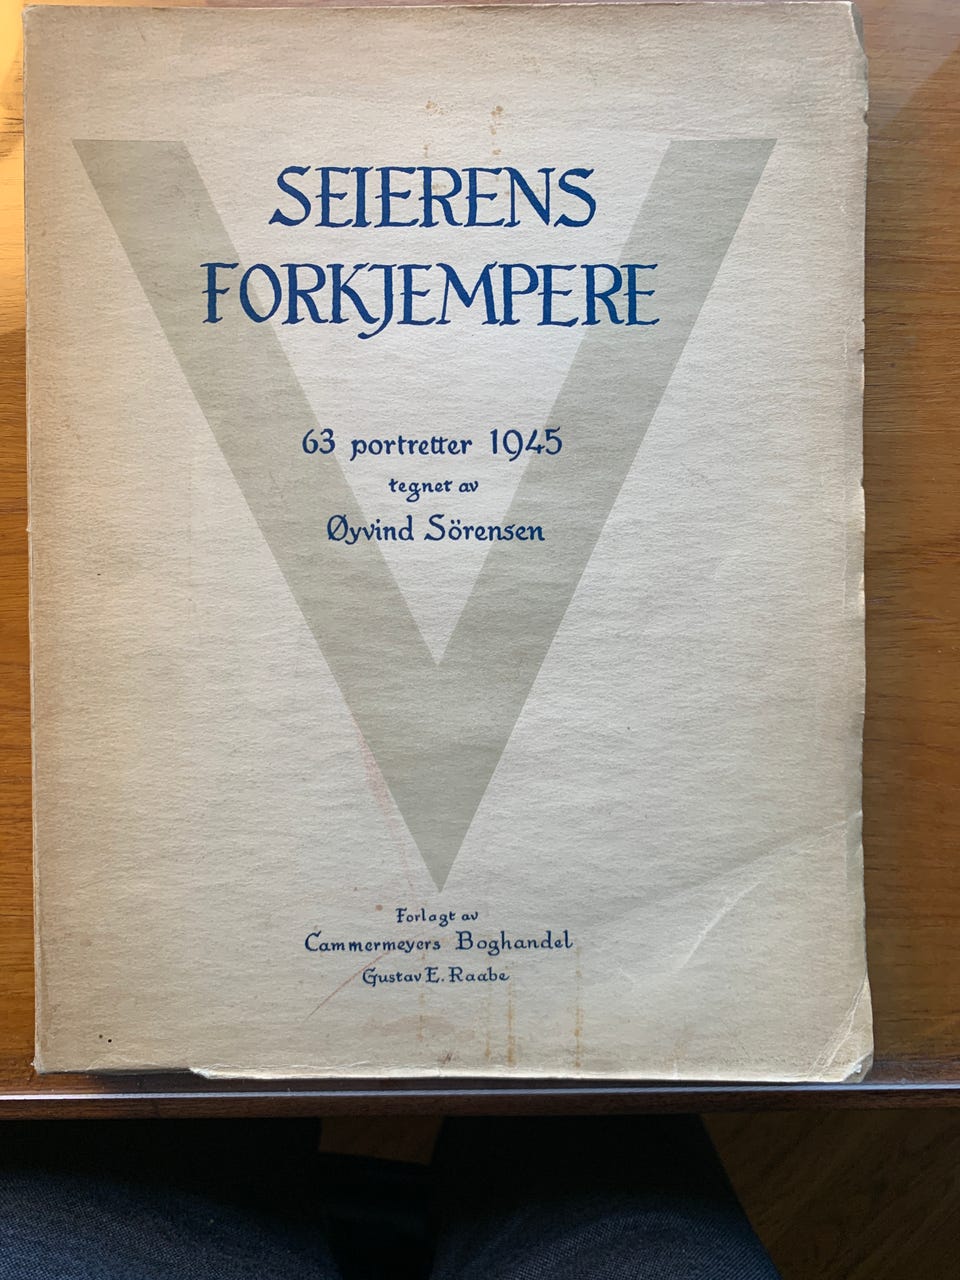 SEIERENS
FORKJEMPERE
63 portretter 1945
tegnet av
Øyvind Sörensen
Forlagt av
Cammermeyers Boghandel
Gustav E. Raabe